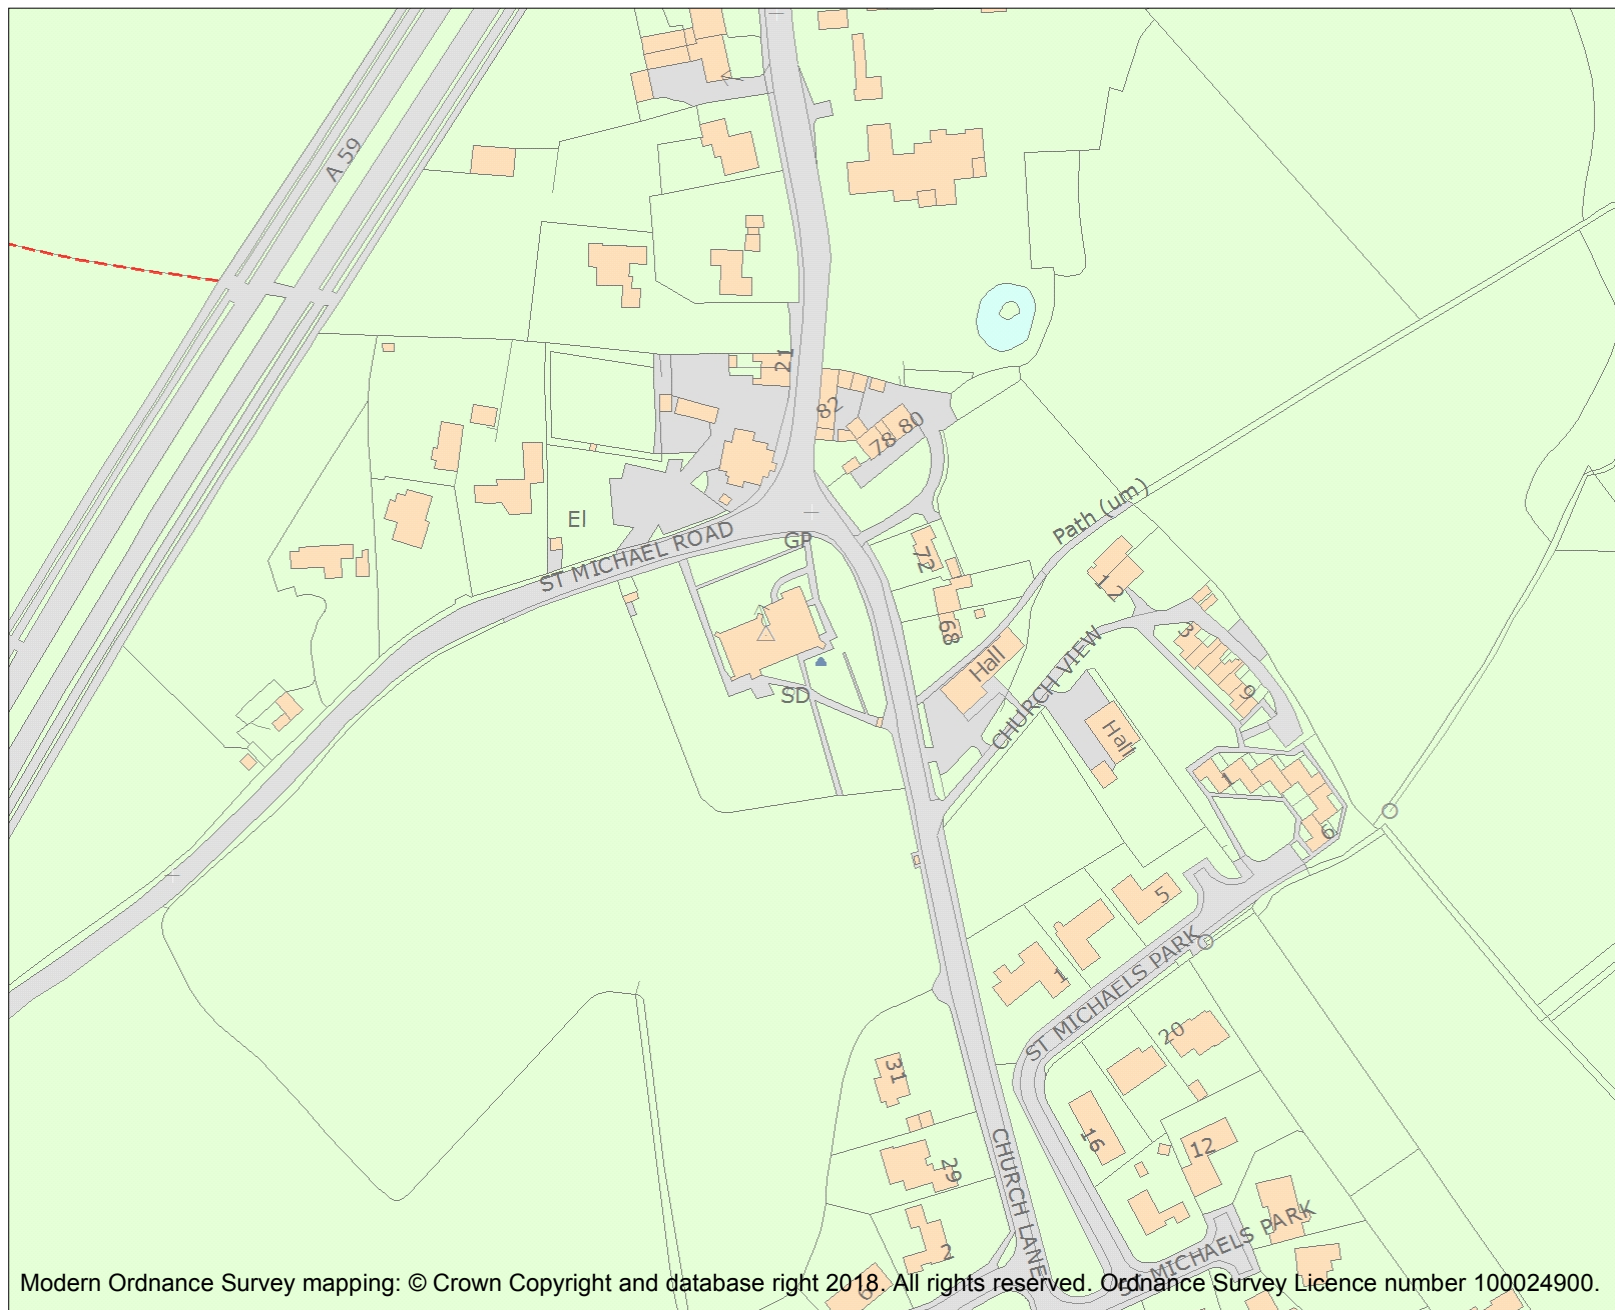 A 59
21
82
78 80
El
ST MICHAEL ROAD
GP
72
Path (um)
12
68
Hall
CHURCH VIEW
3
9
SD
Hall
1
6
5
1
ST MICHAELS PARK
20
31
16
12
29
CHURCH LANE
2
MICHAELS PARK
Modern Ordnance Survey mapping: © Crown Copyright and database right 2018. All rights reserved. Ordnance Survey Licence number 100024900.